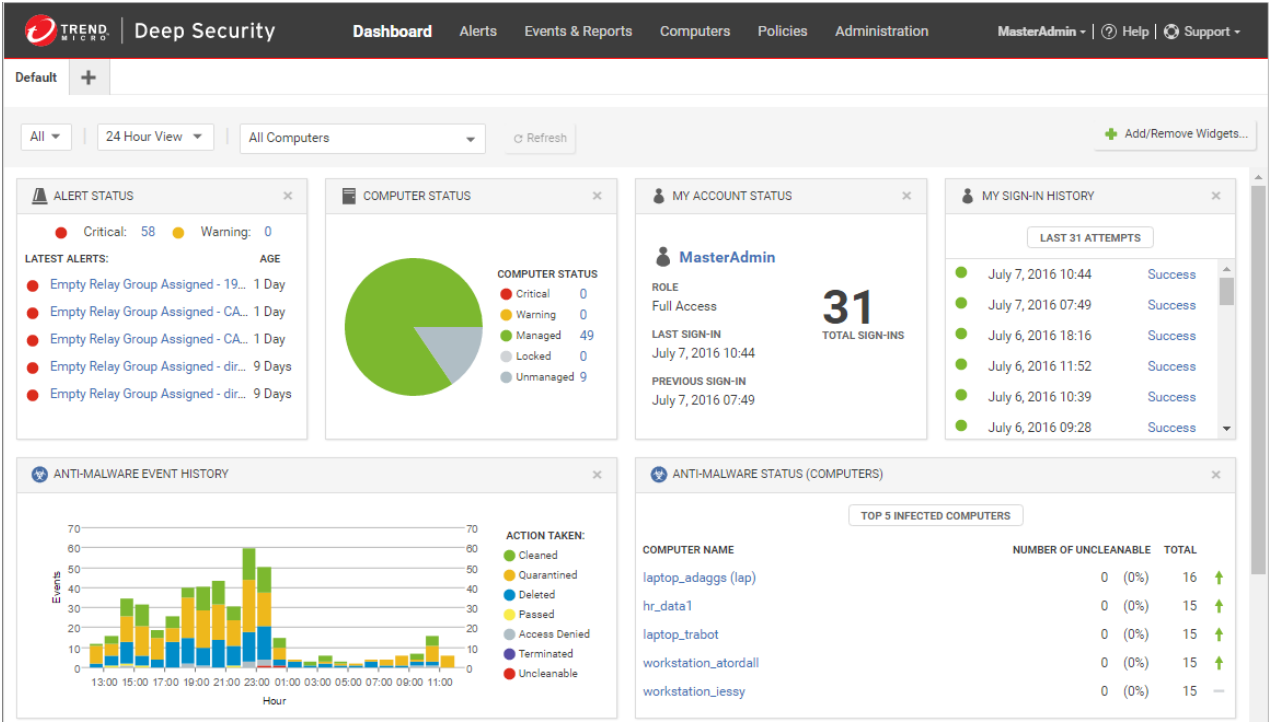 TREND MICRO Deep Security Dashboard Alerts Events & Reports Computers Policies Administration MasterAdmin Help Support
Default
All 24 Hour View All Computers Refresh Add/Remove Widgets...
ALERT STATUS
Critical: 58 Warning: 0
LATEST ALERTS: AGE
Empty Relay Group Assigned - 19... 1 Day
Empty Relay Group Assigned - CA... 1 Day
Empty Relay Group Assigned - CA... 1 Day
Empty Relay Group Assigned - dir... 9 Days
Empty Relay Group Assigned - dir... 9 Days
COMPUTER STATUS
COMPUTER STATUS
Critical 0
Warning 0
Managed 49
Locked 0
Unmanaged 9
MY ACCOUNT STATUS
MasterAdmin
ROLE
Full Access
LAST SIGN-IN
July 7, 2016 10:44
PREVIOUS SIGN-IN
July 7, 2016 07:49
31
TOTAL SIGN-INS
MY SIGN-IN HISTORY
LAST 31 ATTEMPTS
July 7, 2016 10:44 Success
July 7, 2016 07:49 Success
July 6, 2016 18:16 Success
July 6, 2016 11:52 Success
July 6, 2016 10:39 Success
July 6, 2016 09:28 Success
ANTI-MALWARE EVENT HISTORY
70 70
60 60
50 50
40 40
30 30
20 20
10 10
0 0
Events
13:00 15:00 17:00 19:00 21:00 23:00 01:00 03:00 05:00 07:00 09:00 11:00
Hour
ACTION TAKEN:
Cleaned
Quarantined
Deleted
Passed
Access Denied
Terminated
Uncleanable
ANTI-MALWARE STATUS (COMPUTERS)
TOP 5 INFECTED COMPUTERS
COMPUTER NAME NUMBER OF UNCLEANABLE TOTAL
laptop_adaggs (lap) 0 (0%) 16
hr_data1 0 (0%) 15
laptop_trabot 0 (0%) 15
workstation_atordall 0 (0%) 15
workstation_iessy 0 (0%) 15